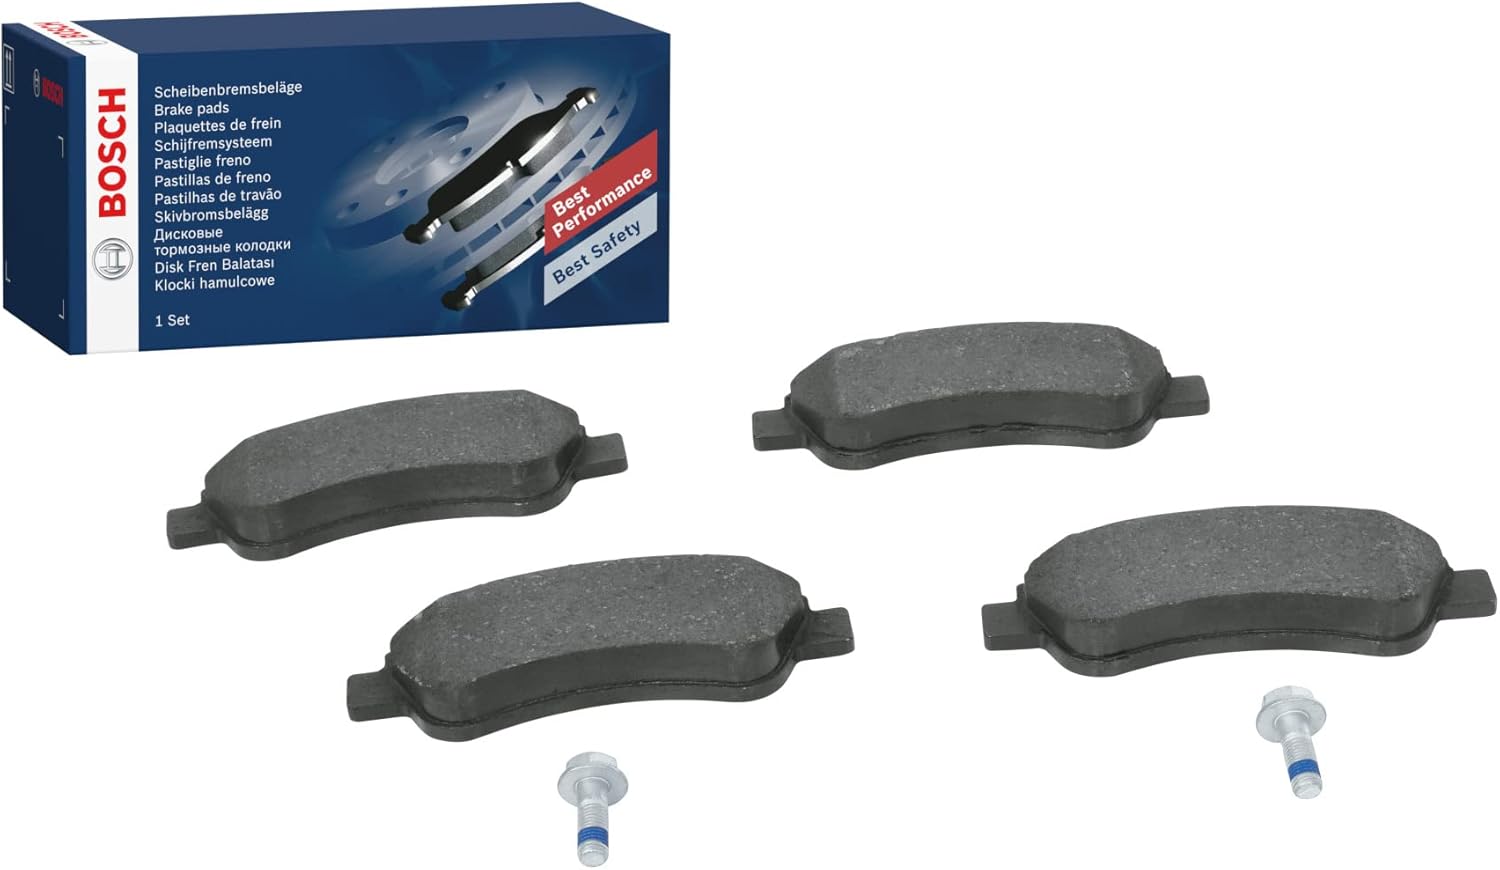 BOSCH
BOSCH
BOSCH
Scheibenbremsbeläge
Brake pads
Plaquettes de frein
Schijfremsysteem
Pastiglie freno
Pastillas de freno
Pastilhas de travão
Skivbromsbelägg
Дисковые
тормозные колодки
Disk Fren Balatası
Klocki hamulcowe
1 Set
Best
Performance
Best Safety